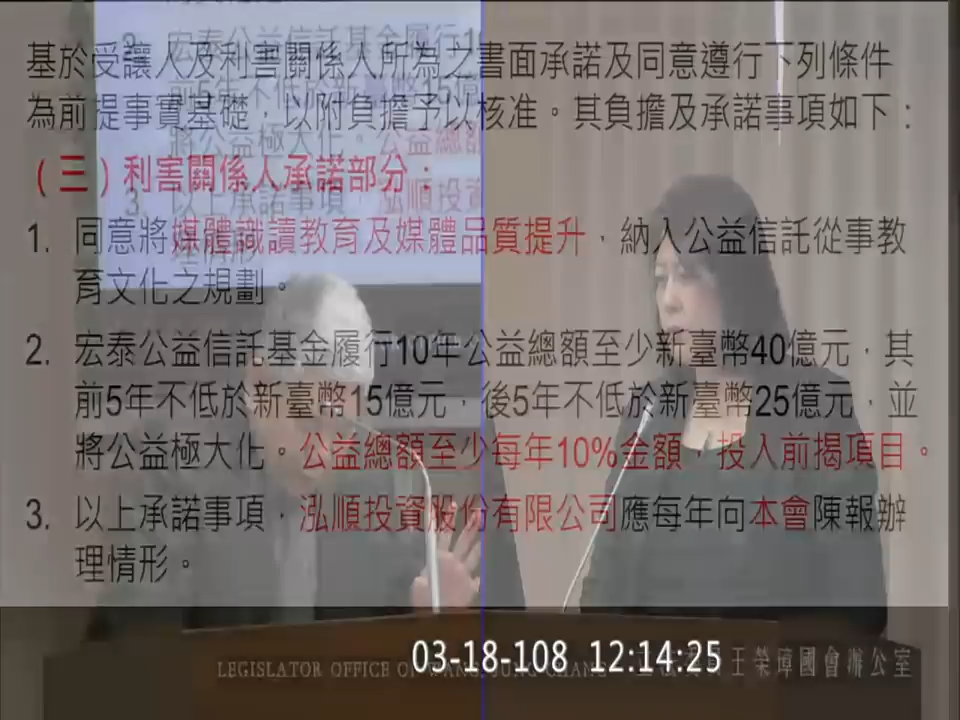 基於受讓人及利害關係人所為之書面承諾及同意遵行下列條件
為前提事實基礎，以附負擔予以核准。其負擔及承諾事項如下：
（三）利害關係人承諾部分：
1. 同意將媒體識讀教育及媒體品質提升，納入公益信託從事教
育文化之規劃。
2. 宏泰公益信託基金履行10年公益總額至少新臺幣40億元，其
前5年不低於新臺幣15億元，後5年不低於新臺幣25億元，並
將公益極大化。公益總額至少每年10%金額，投入前揭項目。
3. 以上承諾事項，泓順投資股份有限公司應每年向本會陳報辦
理情形。
03-18-108 12:14:25
LEGISLATOR OFFICE OF WANG, JUNG-CHANG
王榮璋國會辦公室